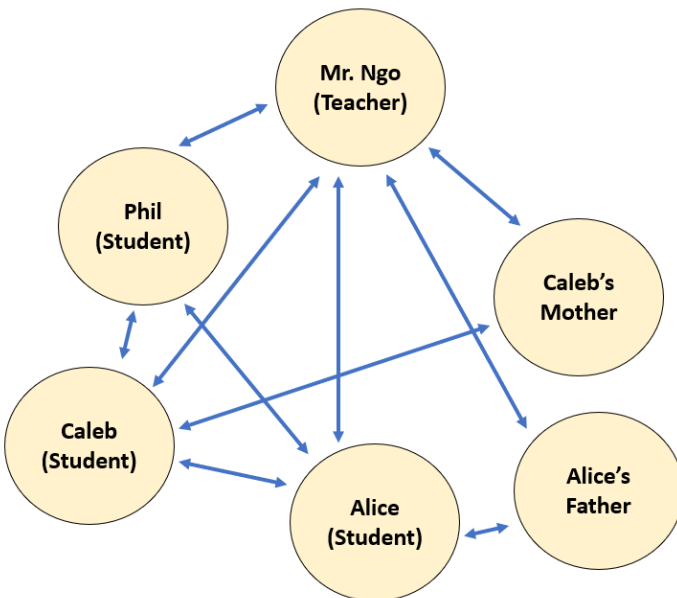 Mr. Ngo
(Teacher)
Phil
(Student)
Caleb’s
Mother
Caleb
(Student)
Alice’s
Father
Alice
(Student)